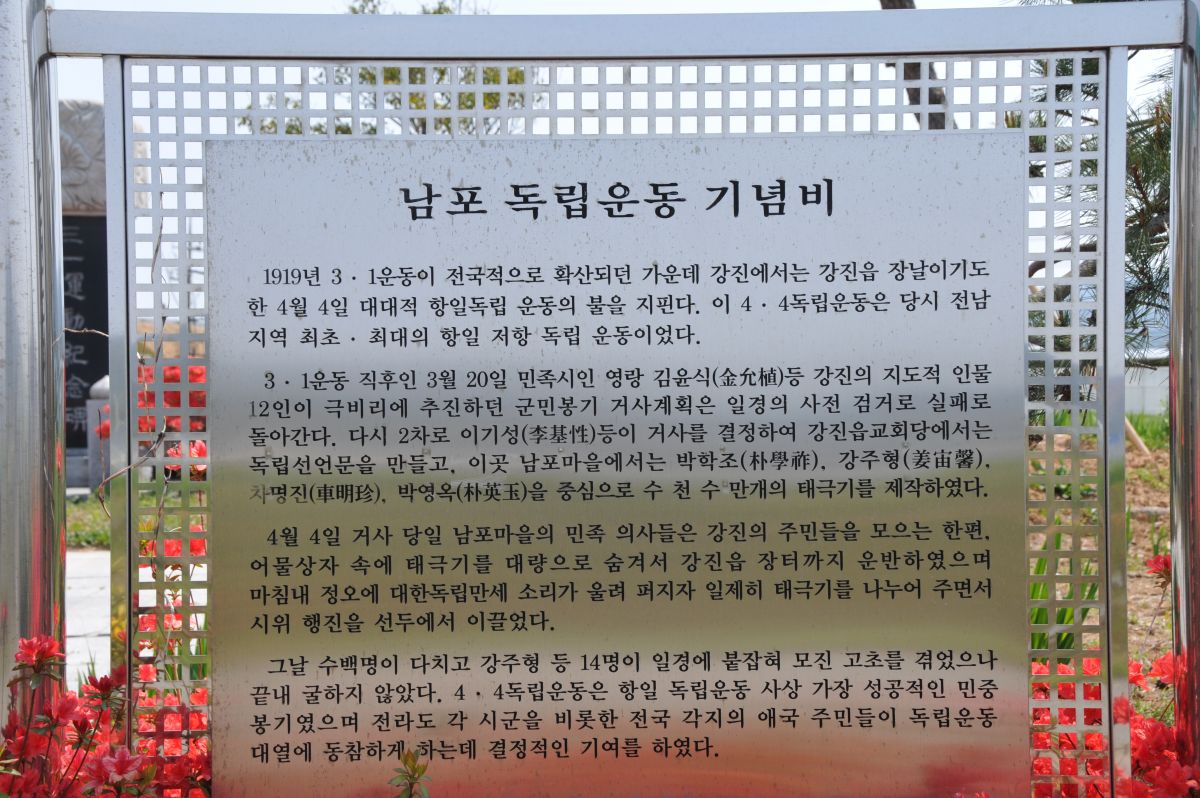 남포 독립운동 기념비
1919년 3 · 1운동이 전국적으로 확산되던 가운데 강진에서는 강진읍 장날이기도
한 4월 4일 대대적 항일독립 운동의 불을 지핀다. 이 4 · 4독립운동은 당시 전남
지역 최초 · 최대의 항일 저항 독립 운동이었다.
3 · 1운동 직후인 3월 20일 민족시인 영랑 김윤식(金允植)등 강진의 지도적 인물
12인이 극비리에 추진하던 군민봉기 거사계획은 일경의 사전 검거로 실패로
돌아간다. 다시 2차로 이기성(李基性)등이 거사를 결정하여 강진읍교회당에서는
독립선언문을 만들고, 이곳 남포마을에서는 박학조(朴學祚), 강주형(姜宙馨),
차명진(車明珍), 박영옥(朴英玉)을 중심으로 수 천 수 만개의 태극기를 제작하였다.
4월 4일 거사 당일 남포마을의 민족 의사들은 강진의 주민들을 모으는 한편,
어물상자 속에 태극기를 대량으로 숨겨서 강진읍 장터까지 운반하였으며
마침내 정오에 대한독립만세 소리가 울려 퍼지자 일제히 태극기를 나누어 주면서
시위 행진을 선두에서 이끌었다.
그날 수백명이 다치고 강주형 등 14명이 일경에 붙잡혀 모진 고초를 겪었으나
끝내 굴하지 않았다. 4 · 4독립운동은 항일 독립운동 사상 가장 성공적인 민중
봉기였으며 전라도 각 시군을 비롯한 전국 각지의 애국 주민들이 독립운동
대열에 동참하게 하는데 결정적인 기여를 하였다.
三一運動記念碑